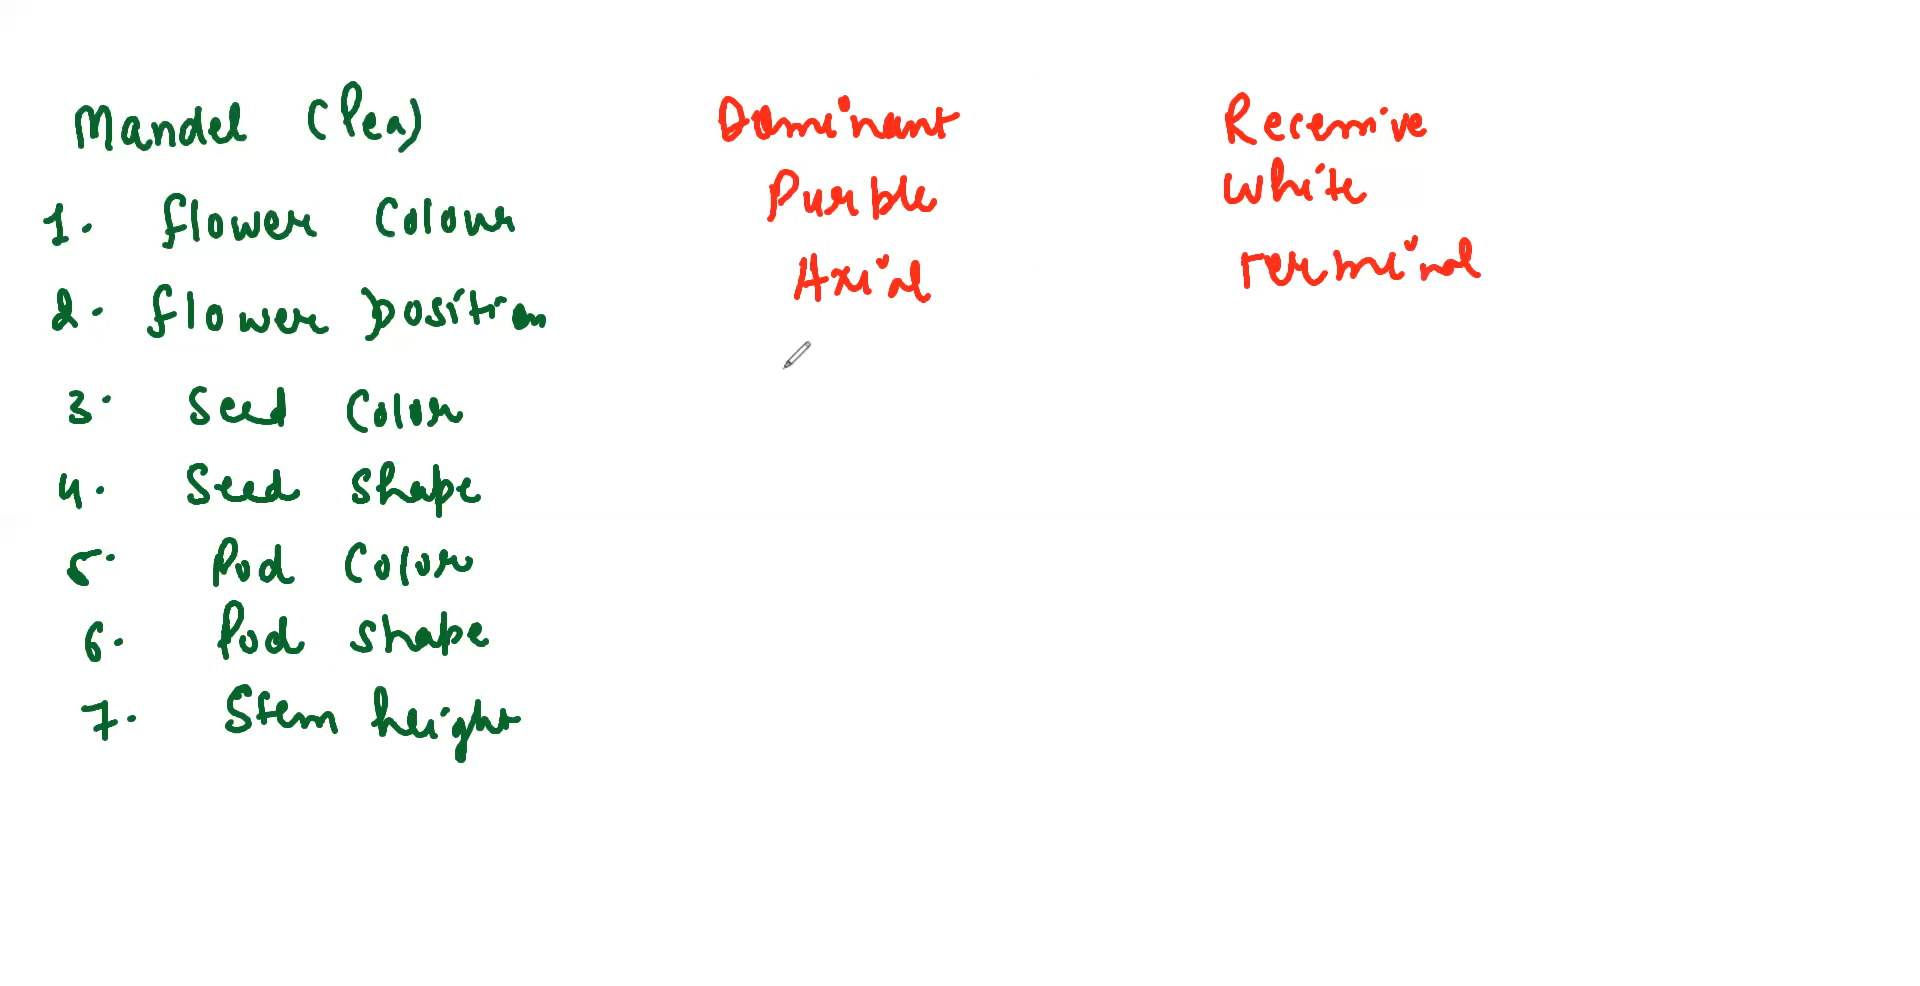 Mandel (Pea) Dominant Recessive
1. flower Colour Purble white
2. flower position Axial terminal
3. Seed Color
4. Seed shape
5. Pod Color
6. Pod shape
7. Stem height